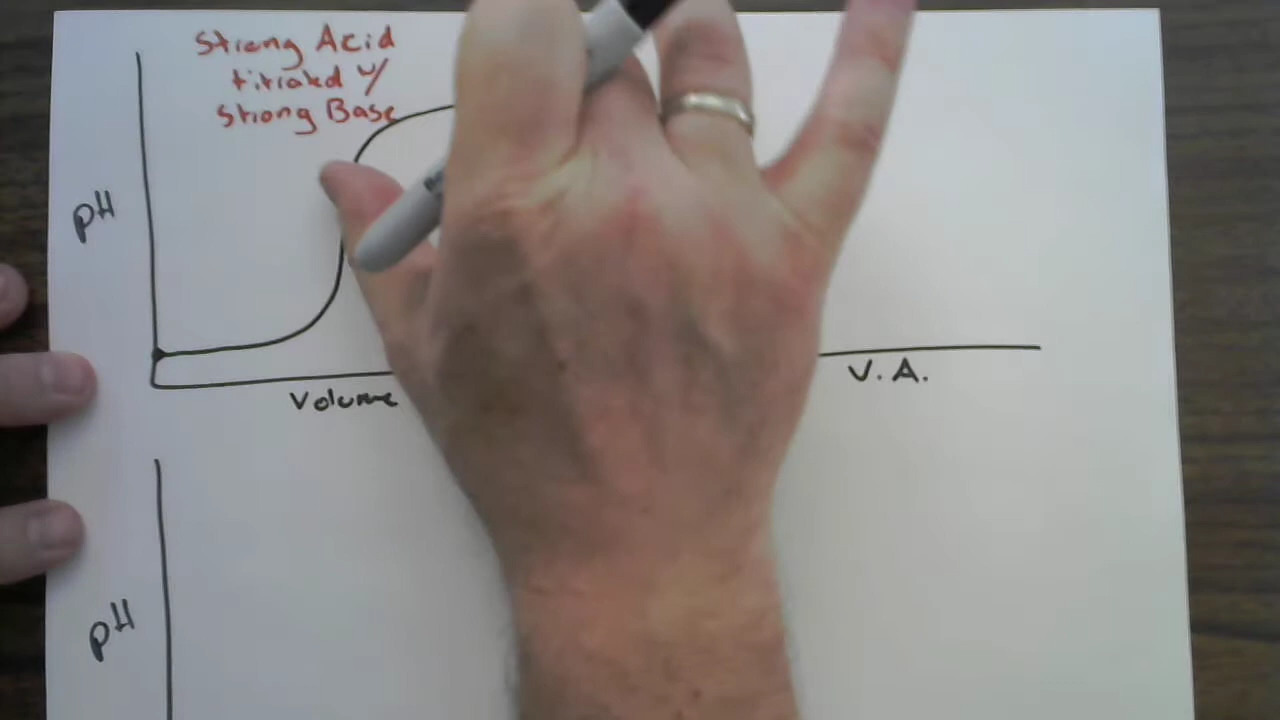 Strong Acid
titrated w/
Strong Base
pH
Volume
V.A.
pH